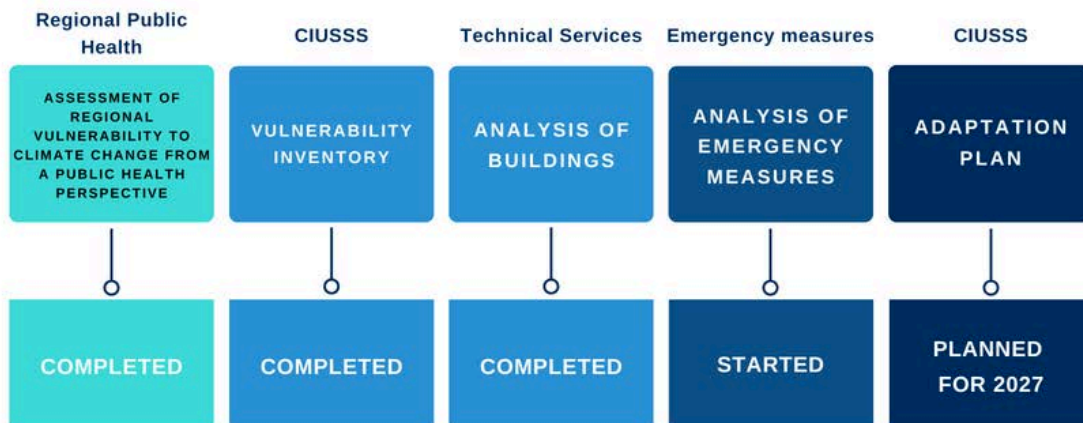 Regional Public
Health
CIUSSS
Technical Services
Emergency measures
CIUSSS
ASSESSMENT OF
REGIONAL
VULNERABILITY TO
CLIMATE CHANGE FROM
A PUBLIC HEALTH
PERSPECTIVE
VULNERABILITY
INVENTORY
ANALYSIS OF
BUILDINGS
ANALYSIS OF
EMERGENCY
MEASURES
ADAPTATION
PLAN
COMPLETED
COMPLETED
COMPLETED
STARTED
PLANNED
FOR 2027